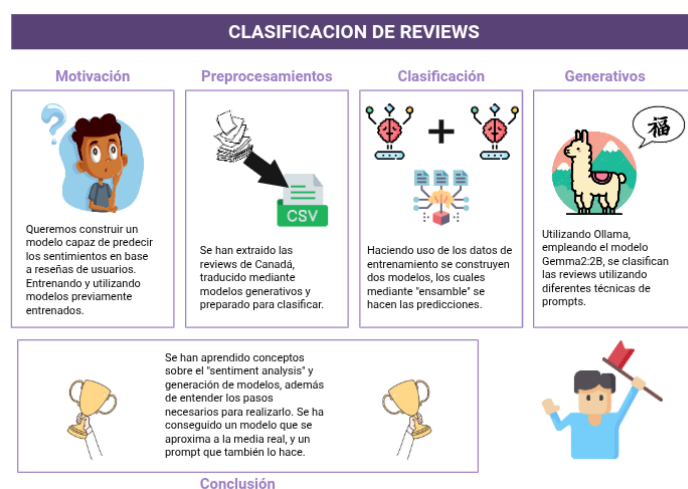 CLASIFICACION DE REVIEWS
Motivación
Queremos construir un
modelo capaz de predecir
los sentimientos en base
a reseñas de usuarios.
Entrenando y utilizando
modelos previamente
entrenados.
Preprocesamientos
CSV
Se han extraido las
reviews de Canadá,
traducido mediante
modelos generativos y
preparado para clasificar.
Clasificación
Haciendo uso de los datos de
entrenamiento se construyen
dos modelos, los cuales
mediante "ensamble" se
hacen las predicciones.
Generativos
福
Utilizando Ollama,
empleando el modelo
Gemma2:2B, se clasifican
las reviews utilizando
diferentes técnicas de
prompts.
Se han aprendido conceptos
sobre el "sentiment analysis" y
generación de modelos, además
de entender los pasos
necesarios para realizarlo. Se ha
conseguido un modelo que se
aproxima a la media real, y un
prompt que también lo hace.
Conclusión